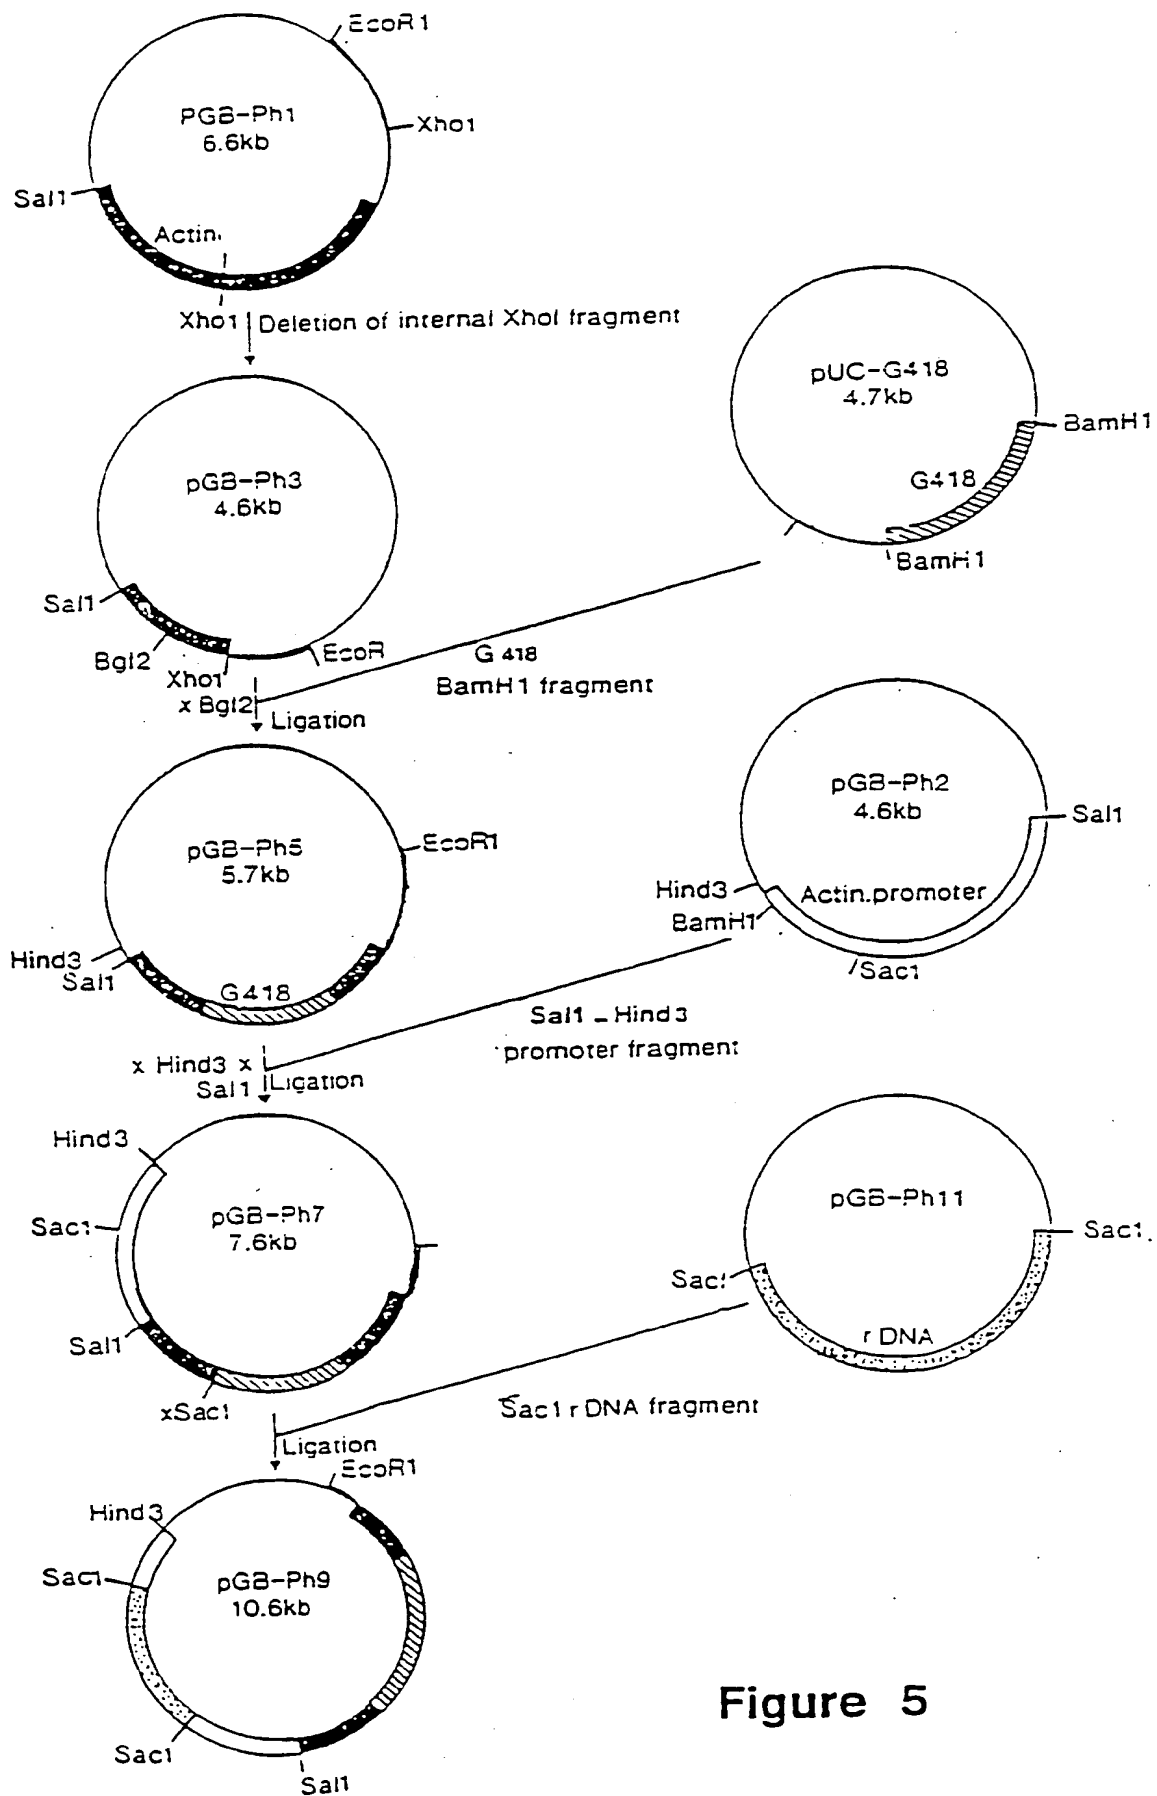 EcoR1
PGB-Ph1
6.6kb
Xho1
Sal1
Actin
Xho1
Deletion of internal XhoI fragment
pUC-G418
4.7kb
BamH1
G418
BamH1
pGB-Ph3
4.6kb
Sal1
Bgl2
Xho1
EcoR
x Bgl2
G418
BamH1 fragment
Ligation
pGB-Ph2
4.6kb
Sal1
Hind3
BamH1
Actin.promoter
Sac1
pGB-Ph5
5.7kb
EcoR1
Hind3
Sal1
G418
Sal1 - Hind3
promoter fragment
x Hind3 x
Sal1
Ligation
Hind3
Sac1
pGB-Ph7
7.6kb
Sal1
xSac1
pGB-Ph11
Sac1
Sac1
r DNA
Sac1 r DNA fragment
Ligation
EcoR1
Hind3
Sac1
pGB-Ph9
10.6kb
Sac1
Sal1
Figure 5